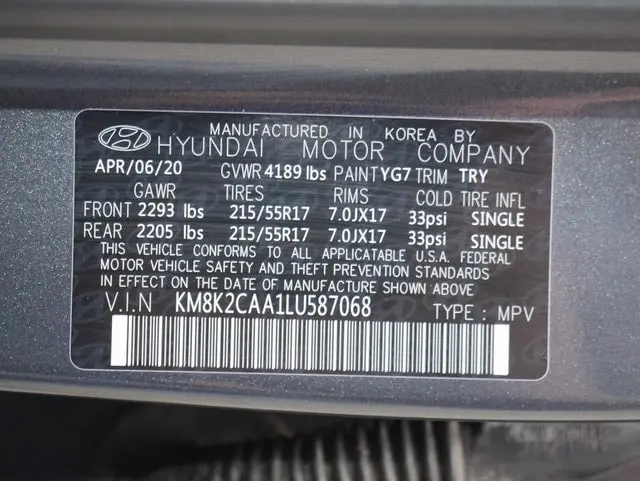 MANUFACTURED IN KOREA BY
HYUNDAI MOTOR COMPANY
APR/06/20 GVWR 4189 lbs PAINT YG7 TRIM TRY
GAWR TIRES RIMS COLD TIRE INFL
FRONT 2293 lbs 215/55R17 7.0JX17 33psi SINGLE
REAR 2205 lbs 215/55R17 7.0JX17 33psi SINGLE
THIS VEHICLE CONFORMS TO ALL APPLICABLE U.S.A. FEDERAL
MOTOR VEHICLE SAFETY AND THEFT PREVENTION STANDARDS
IN EFFECT ON THE DATE OF MANUFACTURE SHOWN ABOVE.
V.I.N KM8K2CAA1LU587068 TYPE : MPV